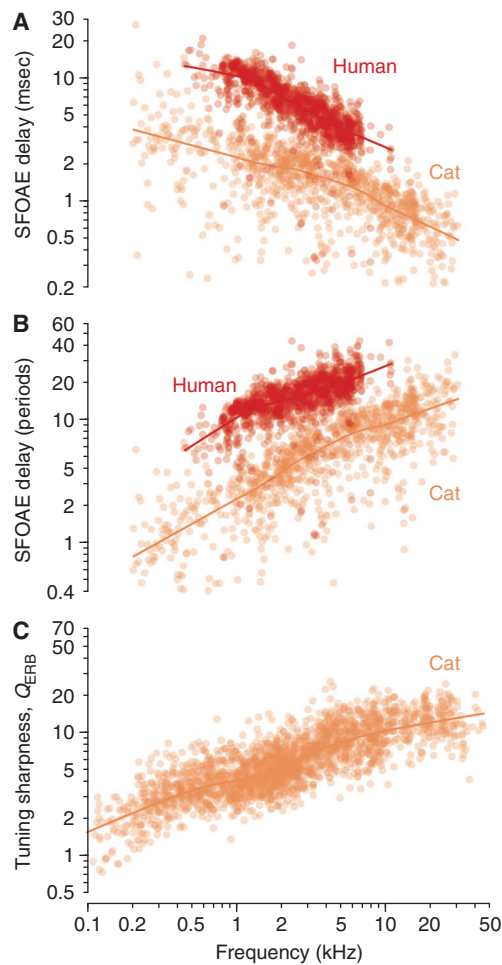 A
30
20
10
5
2
1
0.5
0.2
SFOAE delay (msec)
Human
Cat
B
60
40
20
10
5
2
1
0.4
SFOAE delay (periods)
Human
Cat
C
70
50
20
10
5
2
1
0.5
Tuning sharpness, Q_ERB
Cat
0.1 0.2 0.5 1 2 5 10 20 50
Frequency (kHz)